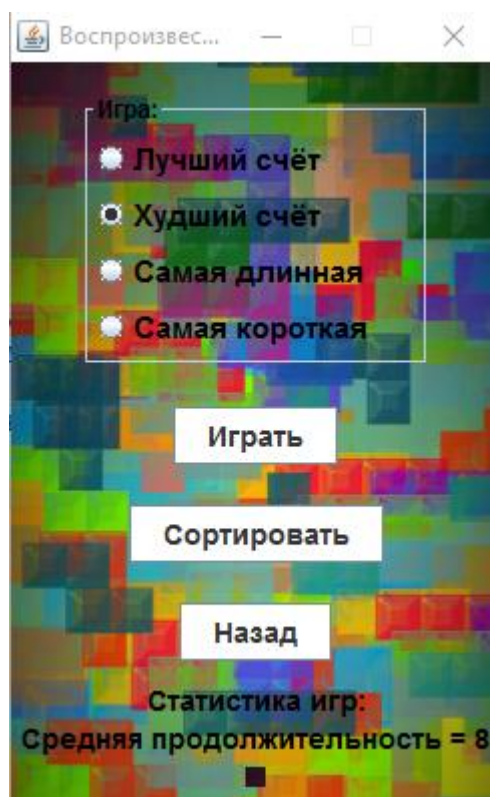 Воспроизвес...
Игра:
Лучший счёт
Худший счёт
Самая длинная
Самая короткая
Играть
Сортировать
Назад
Статистика игр:
Средняя продолжительность = 8